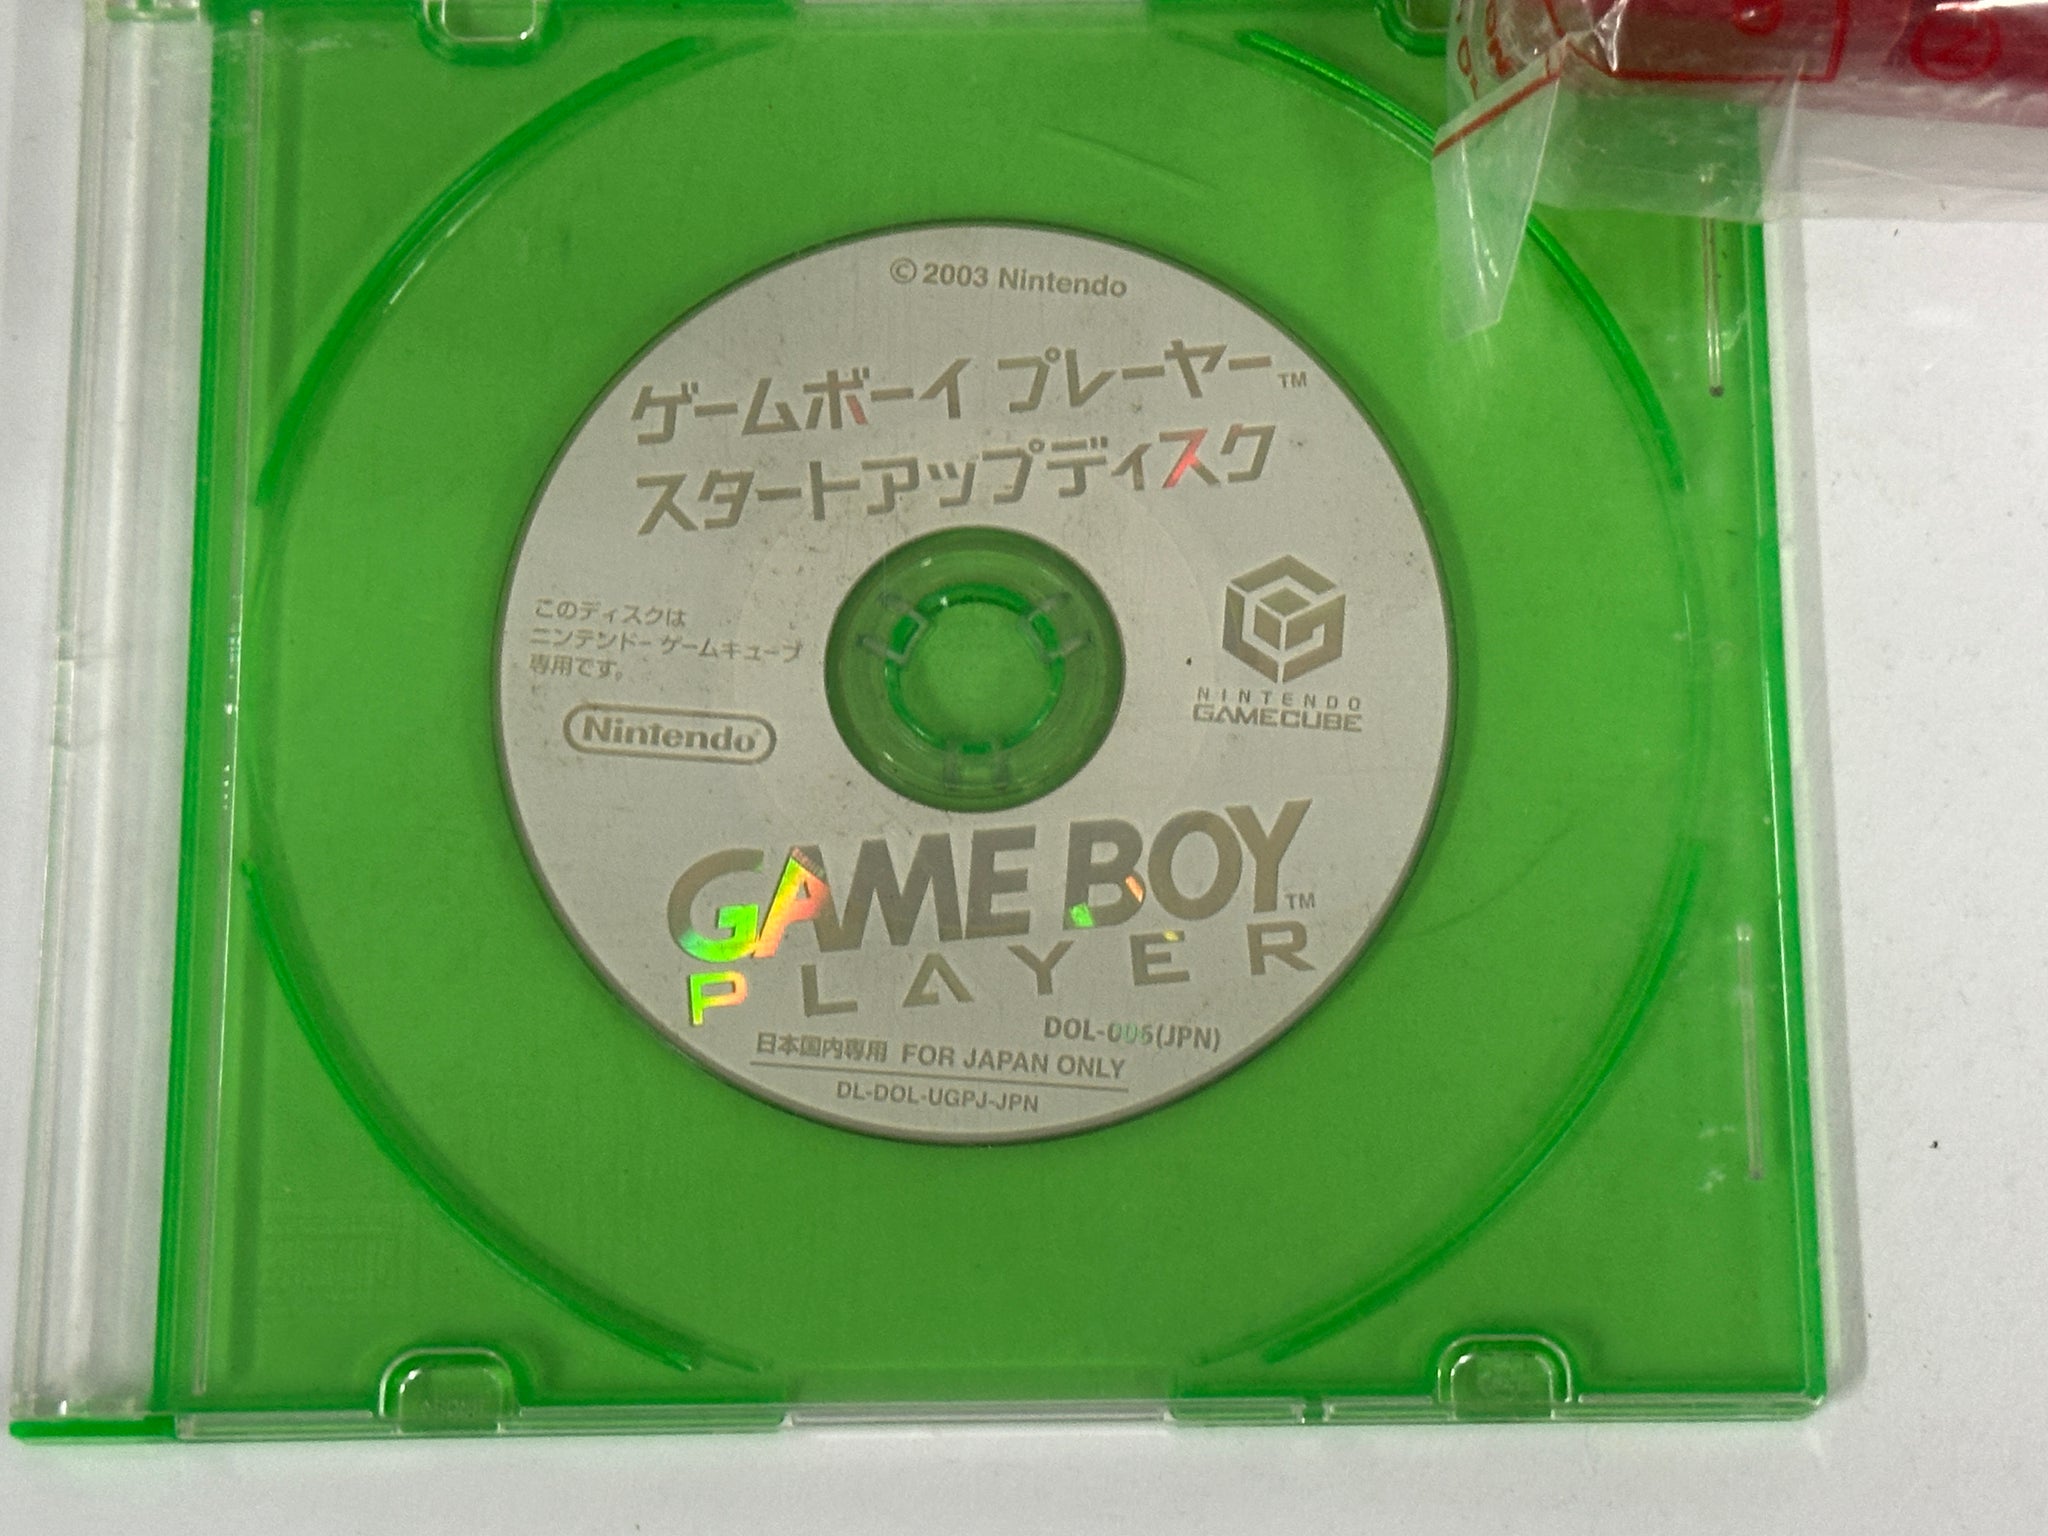 © 2003 Nintendo
ゲームボーイ プレーヤー™
スタートアップディスク
このディスクは
ニンテンドーゲームキューブ
専用です。
Nintendo®
NINTENDO
GAMECUBE
GAME BOY™
PLAYER
DOL-006(JPN)
日本国内専用 FOR JAPAN ONLY
DL-DOL-UGPJ-JPN